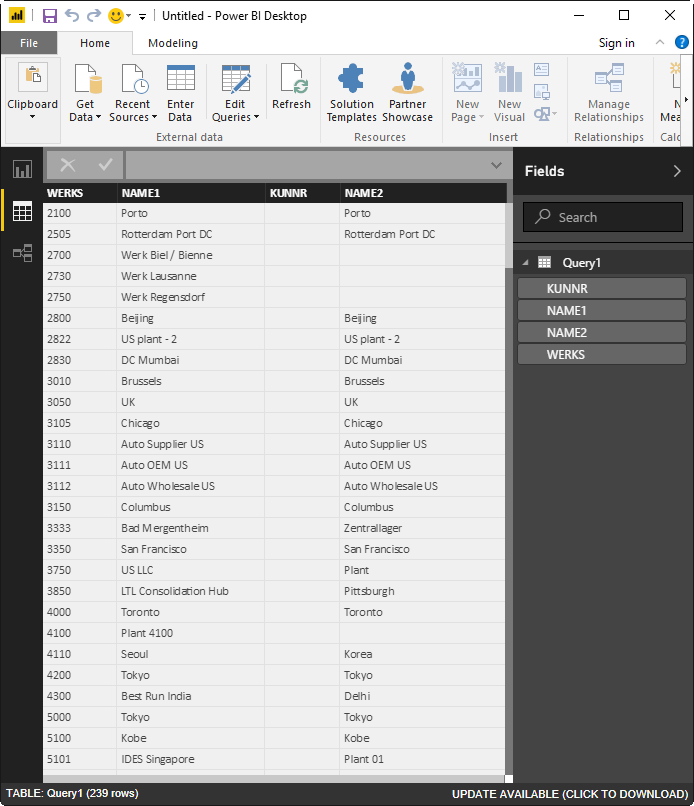 Untitled - Power BI Desktop
File Home Modeling Sign in
Clipboard Get Data Recent Sources Enter Data Edit Queries Refresh Solution Templates Partner Showcase New Page New Visual Manage Relationships N Mea
External data Resources Insert Relationships Calc
WERKS NAME1 KUNNR NAME2
2100 Porto Porto
2505 Rotterdam Port DC Rotterdam Port DC
2700 Werk Biel / Bienne
2730 Werk Lausanne
2750 Werk Regensdorf
2800 Beijing Beijing
2822 US plant - 2 US plant - 2
2830 DC Mumbai DC Mumbai
3010 Brussels Brussels
3050 UK UK
3105 Chicago Chicago
3110 Auto Supplier US Auto Supplier US
3111 Auto OEM US Auto OEM US
3112 Auto Wholesale US Auto Wholesale US
3150 Columbus Columbus
3333 Bad Mergentheim Zentrallager
3350 San Francisco San Francisco
3750 US LLC Plant
3850 LTL Consolidation Hub Pittsburgh
4000 Toronto Toronto
4100 Plant 4100
4110 Seoul Korea
4200 Tokyo Tokyo
4300 Best Run India Delhi
5000 Tokyo Tokyo
5100 Kobe Kobe
5101 IDES Singapore Plant 01
Fields
Search
Query1
KUNNR
NAME1
NAME2
WERKS
TABLE: Query1 (239 rows) UPDATE AVAILABLE (CLICK TO DOWNLOAD)